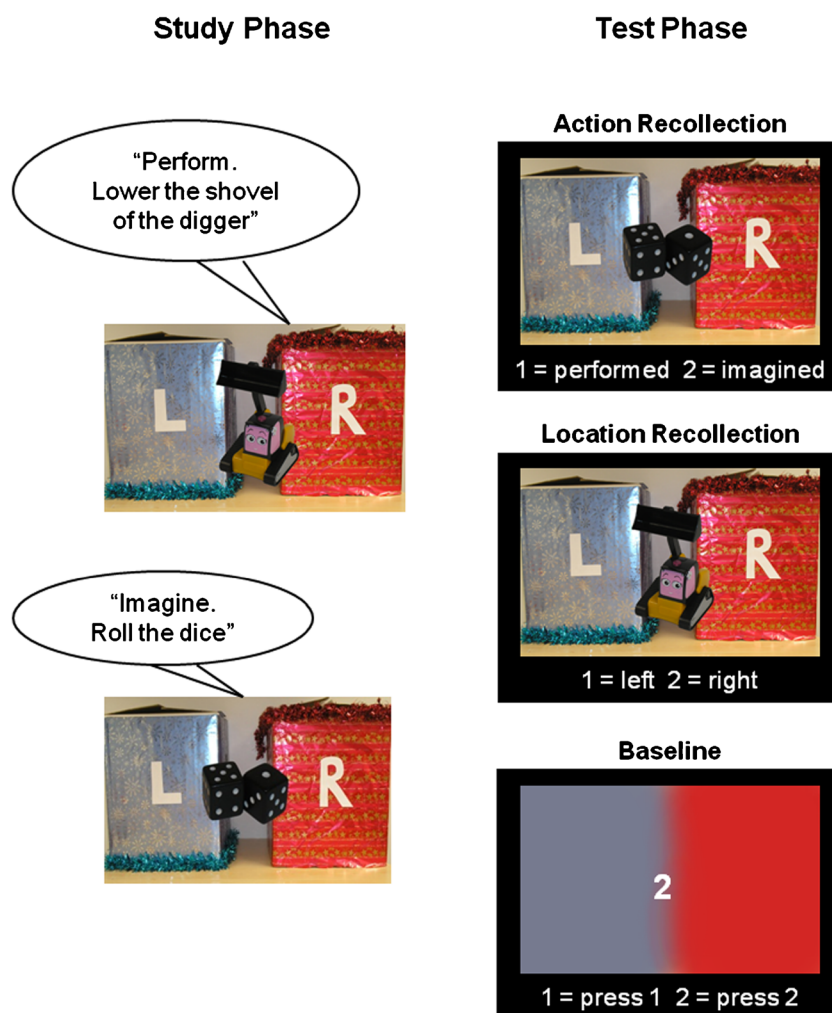 Study Phase
Test Phase
“Perform.
Lower the shovel
of the digger”
L R
“Imagine.
Roll the dice”
L R
Action Recollection
L R
1 = performed 2 = imagined
Location Recollection
L R
1 = left 2 = right
Baseline
2
1 = press 1 2 = press 2